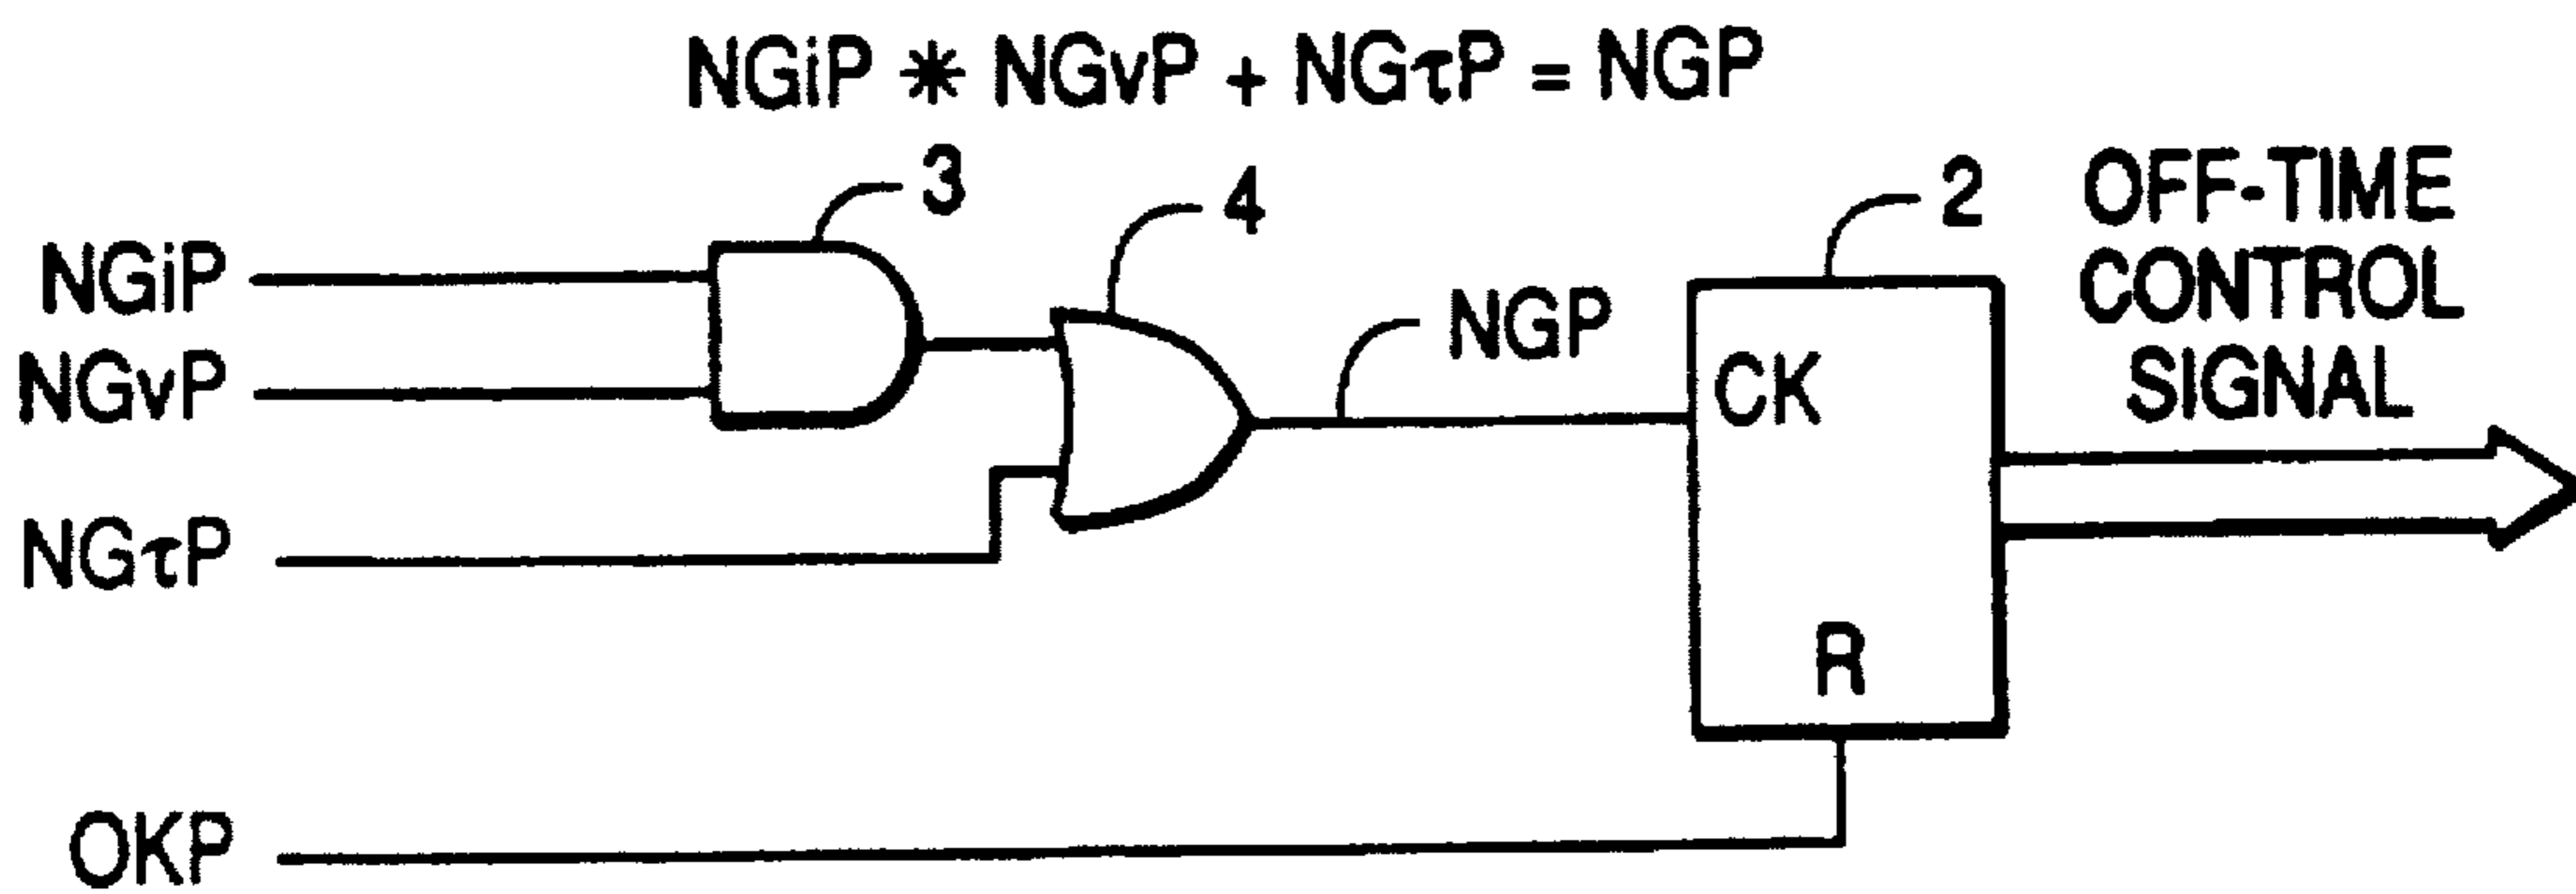 NGiP * NGvP + NGτP = NGP
3
4
2
OFF-TIME
CONTROL
SIGNAL
NGiP
NGvP
NGP
CK
NGτP
R
OKP